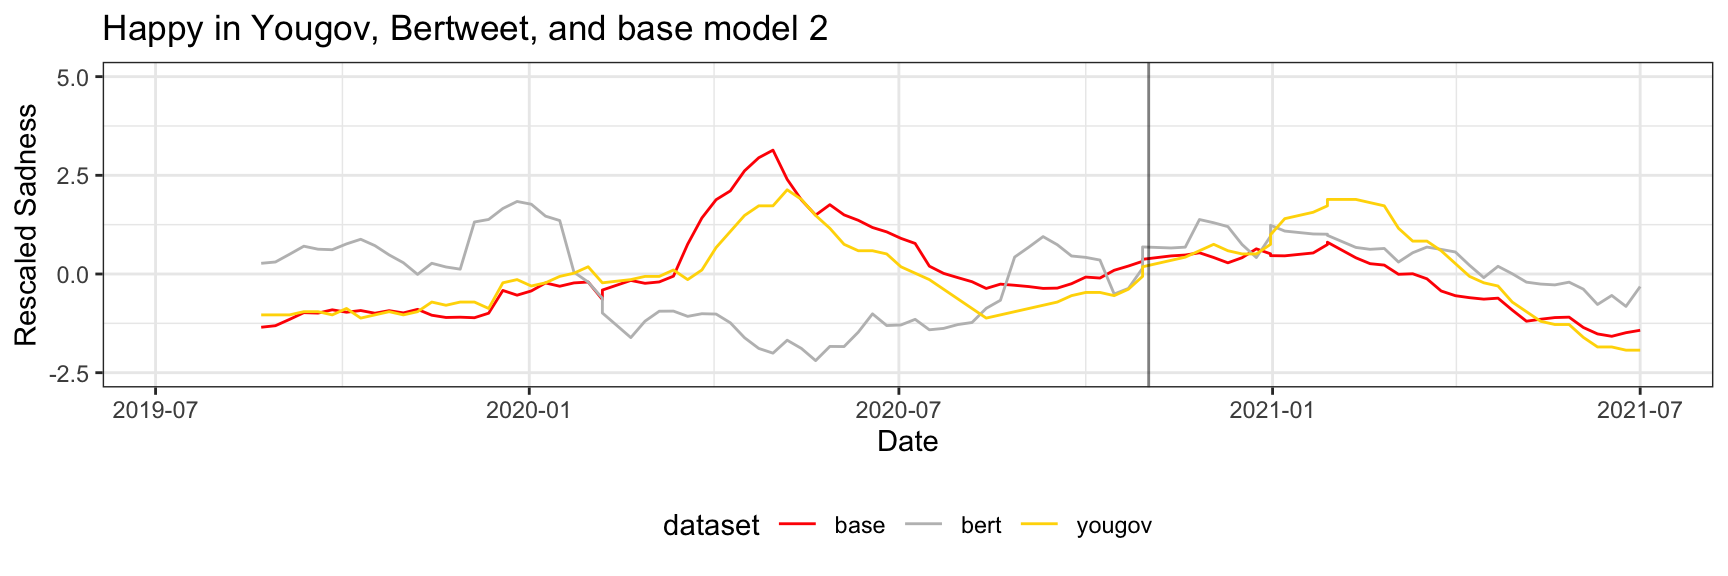 Happy in Yougov, Bertweet, and base model 2
Rescaled Sadness
5.0
2.5
0.0
-2.5
2019-07 2020-01 2020-07 2021-01 2021-07
Date
dataset base bert yougov